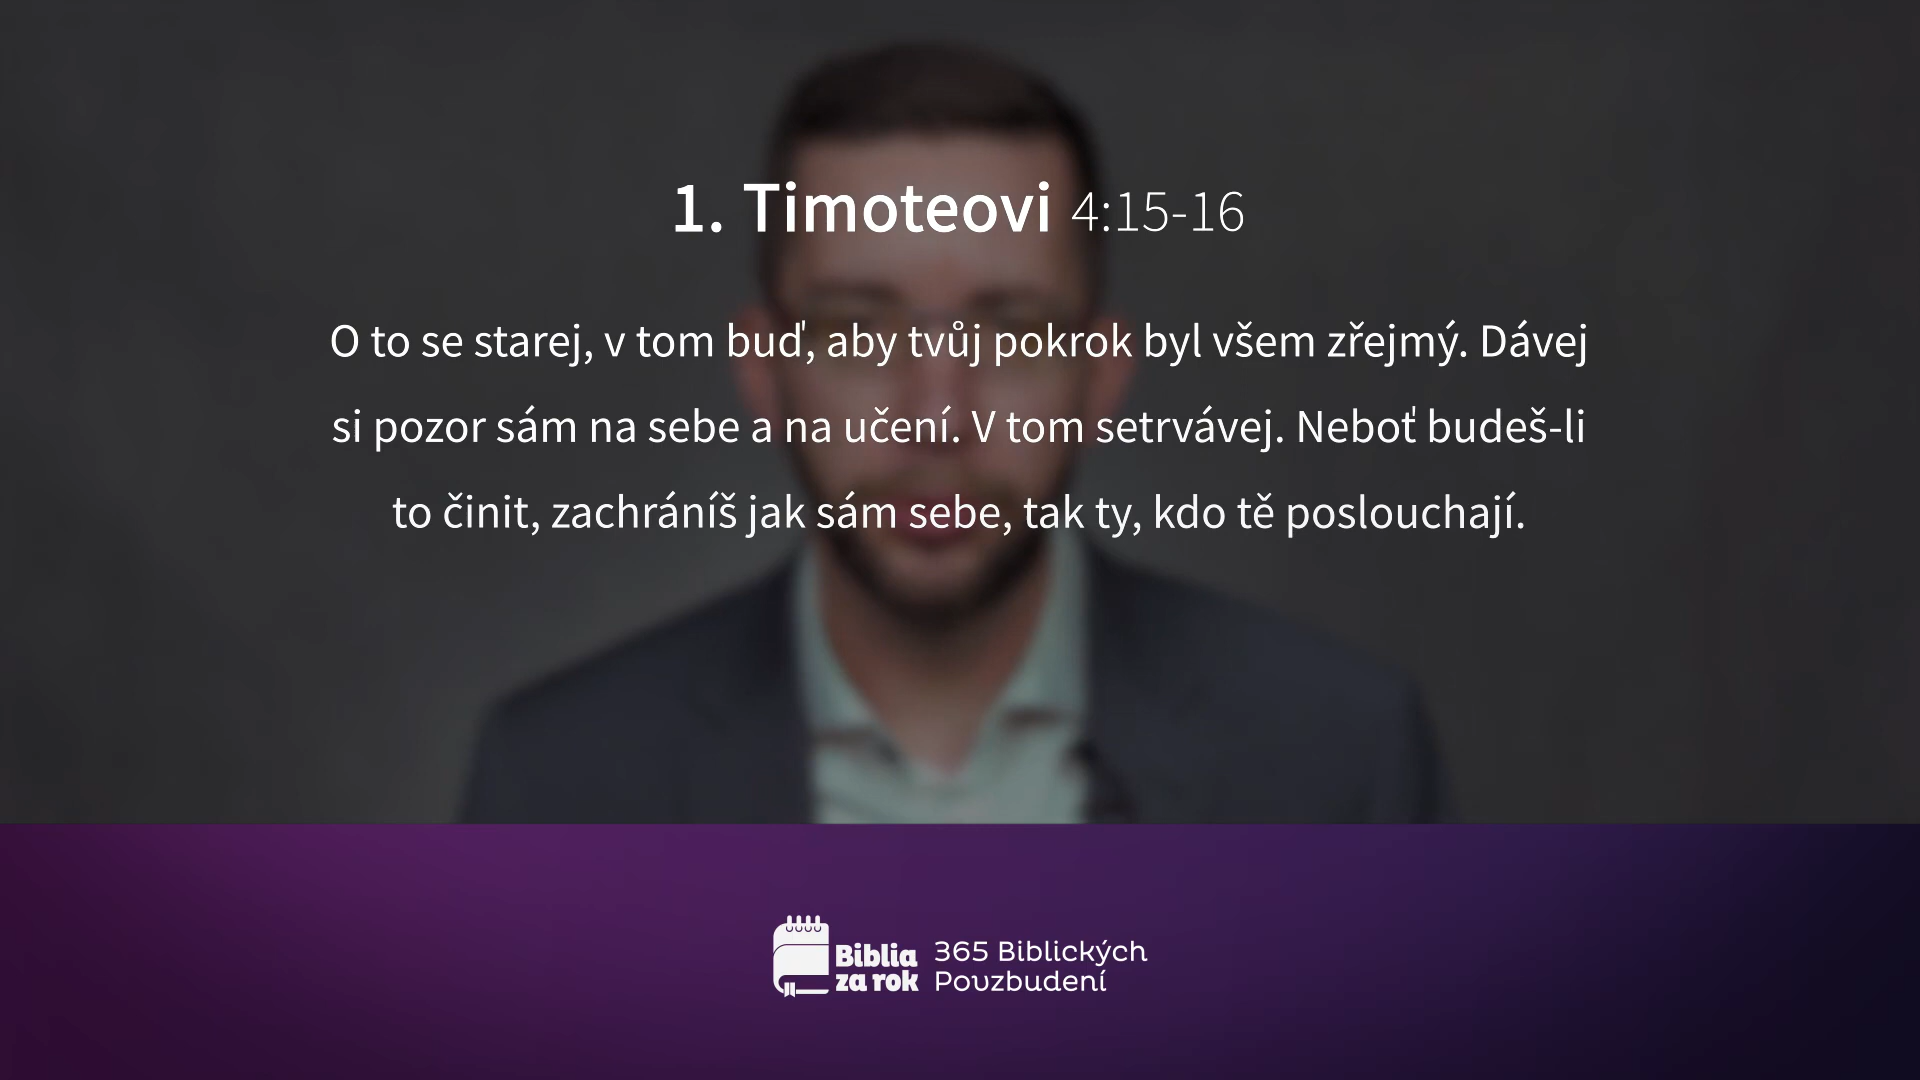 1. Timoteovi 4:15-16
O to se starej, v tom buď, aby tvůj pokrok byl všem zřejmý. Dávej
si pozor sám na sebe a na učení. V tom setrvávej. Neboť budeš-li
to činit, zachráníš jak sám sebe, tak ty, kdo tě poslouchají.
Biblia
za rok
365 Biblických
Povzbudení